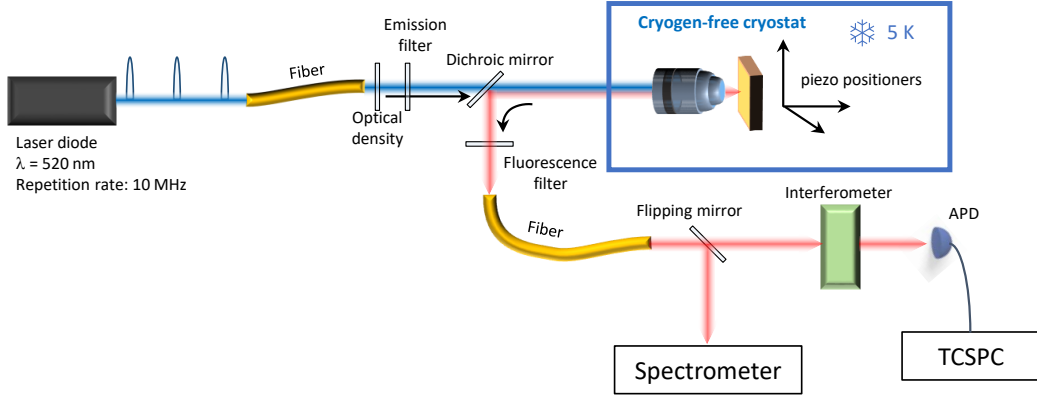 Cryogen-free cryostat
5 K
Emission filter
Dichroic mirror
Fiber
piezo positioners
Optical
density
Laser diode
λ = 520 nm
Repetition rate: 10 MHz
Fluorescence
filter
Interferometer
Flipping mirror
APD
Fiber
Spectrometer
TCSPC